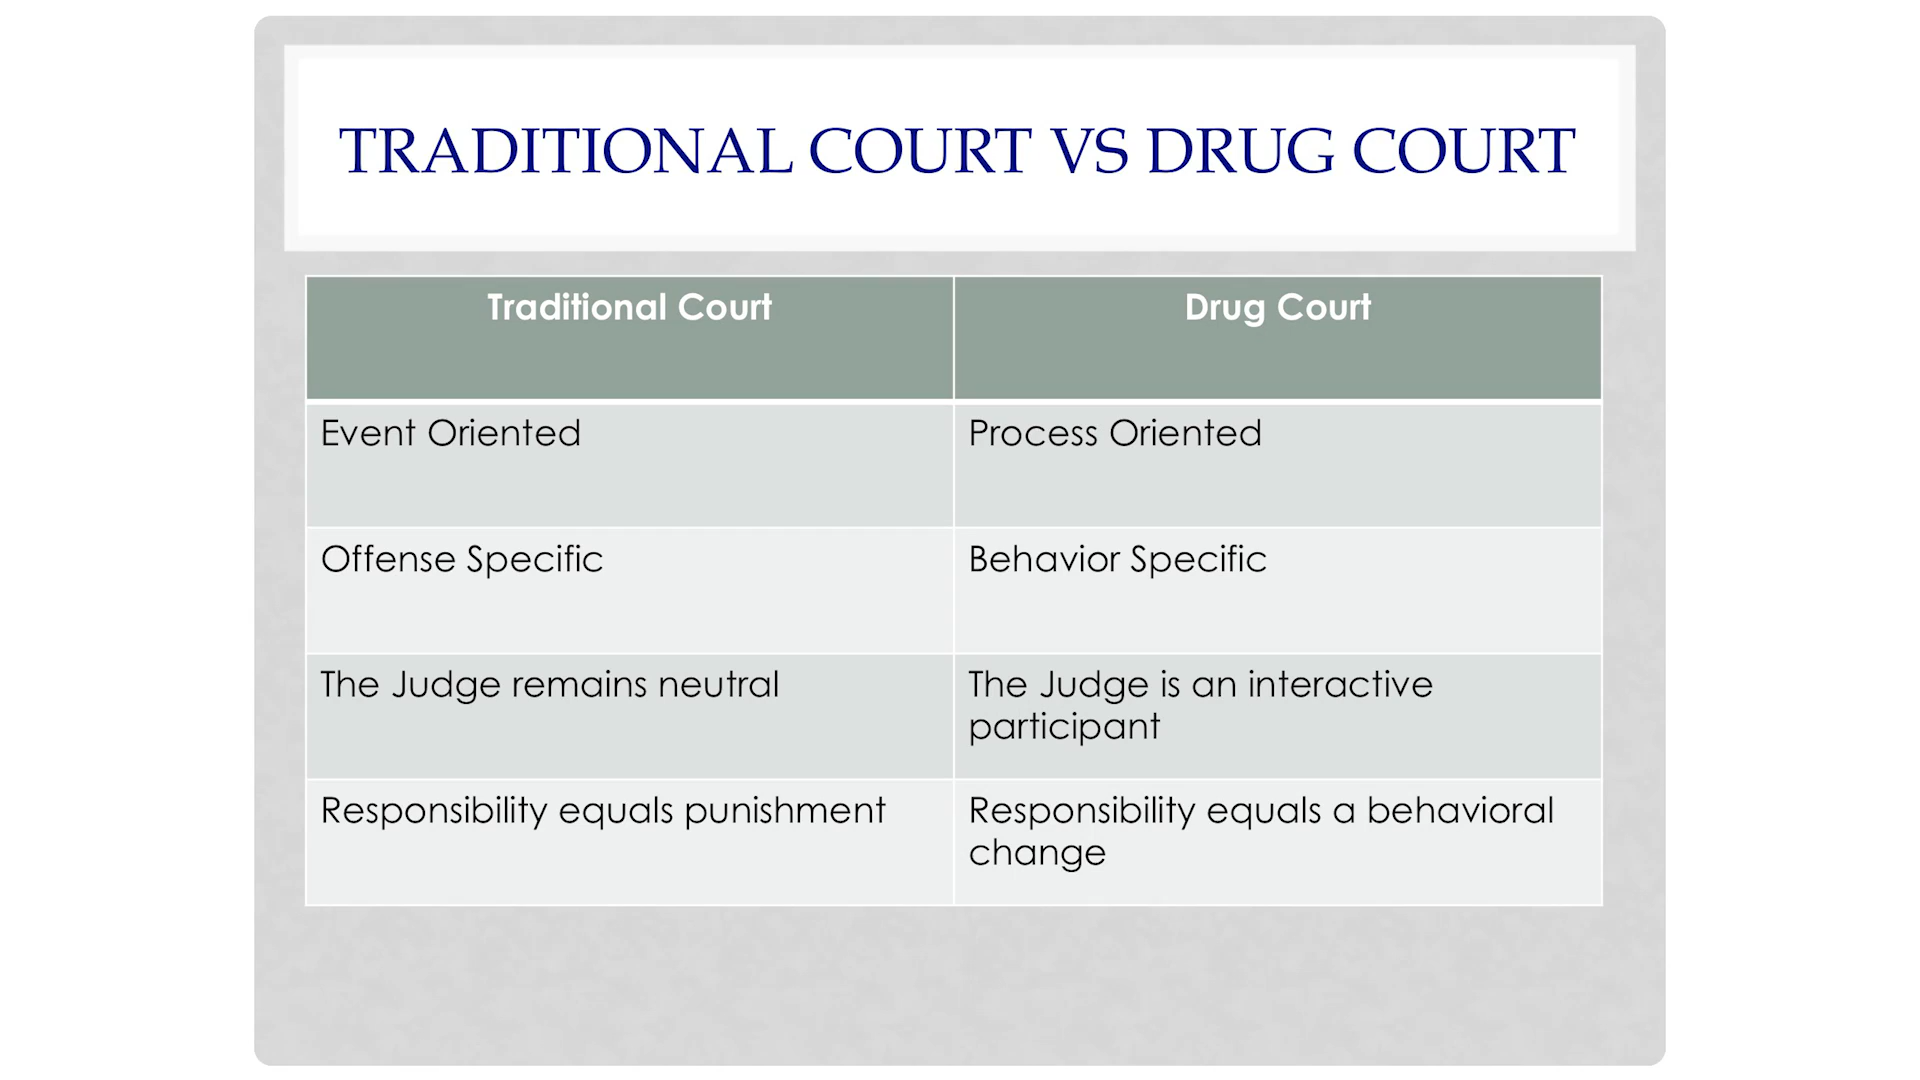 TRADITIONAL COURT VS DRUG COURT
Traditional Court
Drug Court
Event Oriented
Process Oriented
Offense Specific
Behavior Specific
The Judge remains neutral
The Judge is an interactive
participant
Responsibility equals punishment
Responsibility equals a behavioral
change